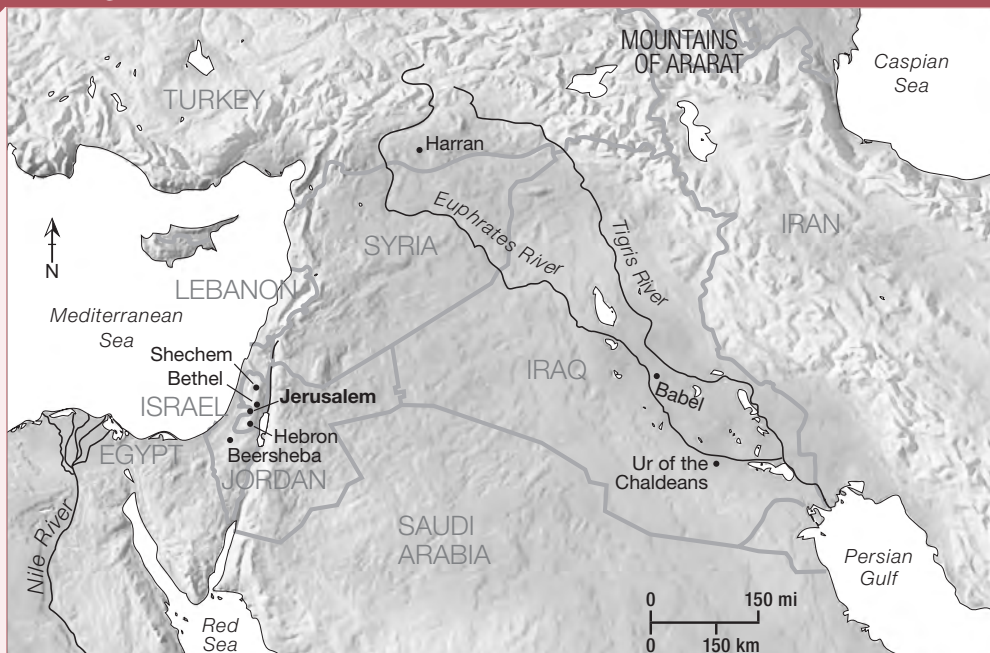 MOUNTAINS
OF ARARAT
Caspian
Sea
TURKEY
Harran
Euphrates River
Tigris River
IRAN
SYRIA
N
LEBANON
Mediterranean
Sea
Shechem
Bethel
IRAQ
Babel
ISRAEL
Jerusalem
Hebron
EGYPT
Beersheba
JORDAN
Ur of the
Chaldeans
SAUDI
ARABIA
Nile River
Persian
Gulf
0 150 mi
0 150 km
Red
Sea